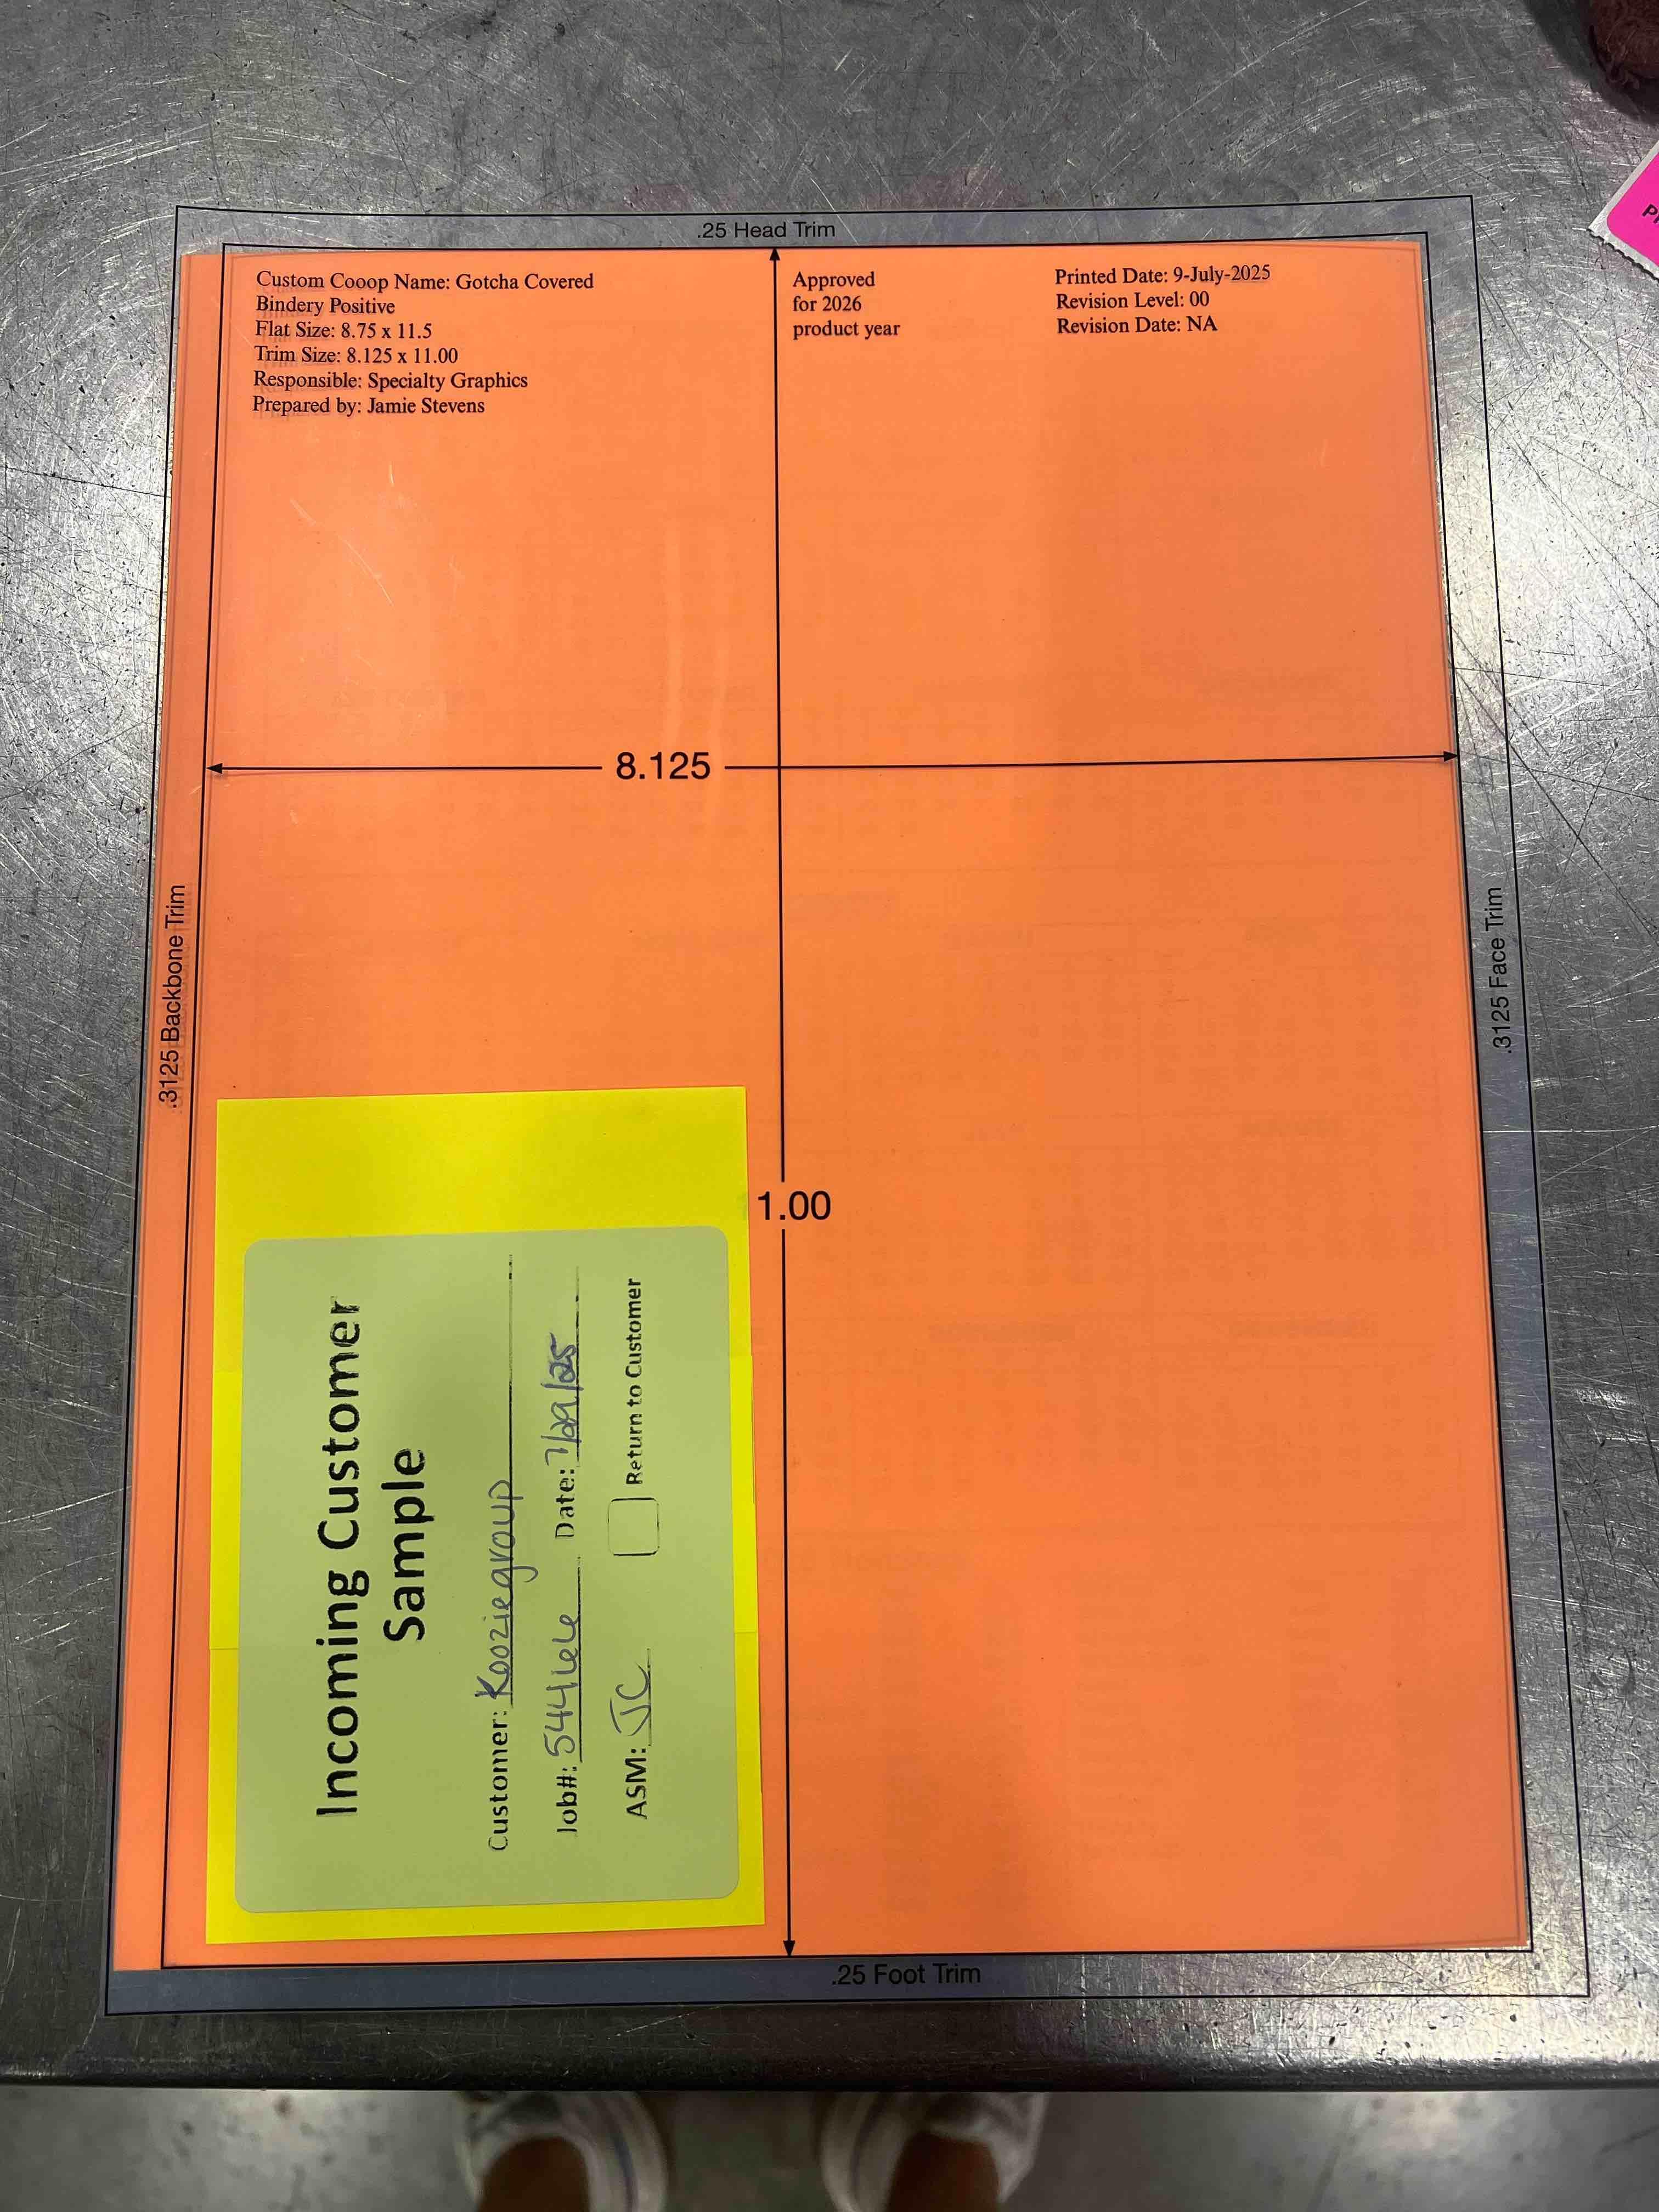 .25 Head Trim
Custom Cooop Name: Gotcha Covered
Bindery Positive
Flat Size: 8.75 x 11.5
Trim Size: 8.125 x 11.00
Responsible: Specialty Graphics
Prepared by: Jamie Stevens
Approved
for 2026
product year
Printed Date: 9-July-2025
Revision Level: 00
Revision Date: NA
8.125
.3125 Backbone Trim
.3125 Face Trim
1.00
Incoming Customer
Sample
Customer: Kooziegroup
Job#: 544666 Date: 7/29/25
ASM: JC Return to Customer
.25 Foot Trim